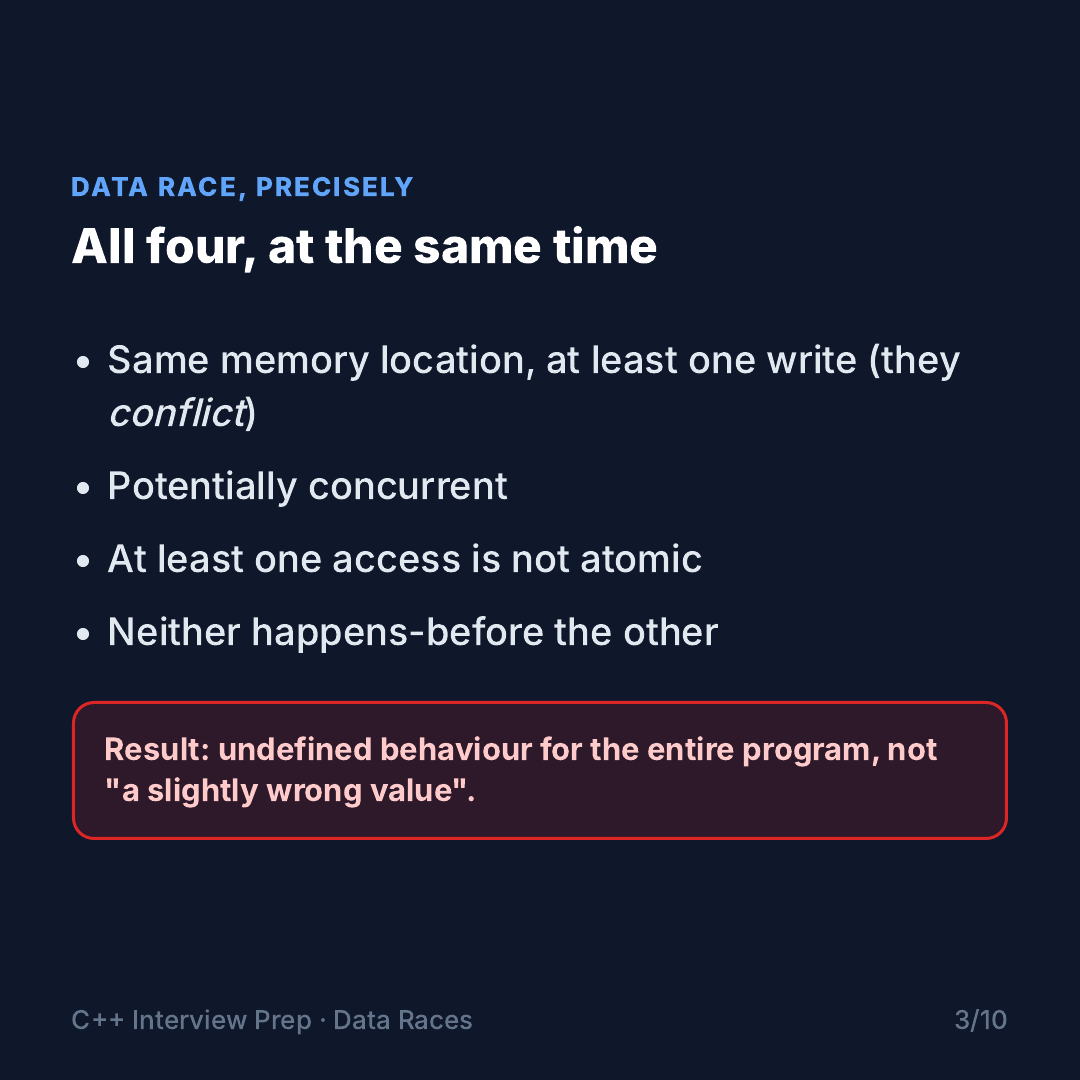 DATA RACE, PRECISELY
All four, at the same time
• Same memory location, at least one write (they
conflict)
• Potentially concurrent
• At least one access is not atomic
• Neither happens-before the other
Result: undefined behaviour for the entire program, not
"a slightly wrong value".
C++ Interview Prep · Data Races
3/10